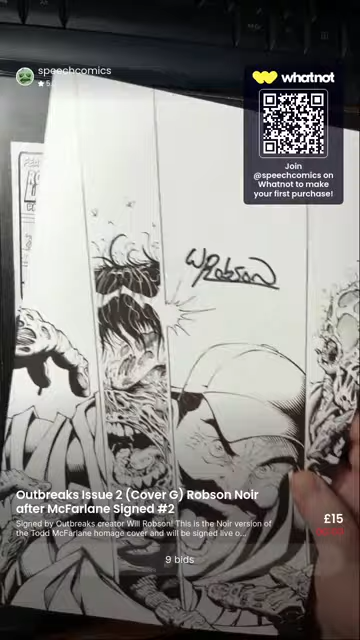 speechcomics
whatnot
Join
@speechcomics on
Whatnot to make
your first purchase!
WRobson
Outbreaks Issue 2 (Cover G) Robson Noir
after McFarlane Signed #2
Signed by Outbreaks creator Will Robson! This is the Noir version of
the Todd McFarlane homage cover and will be signed live o...
£15
9 bids